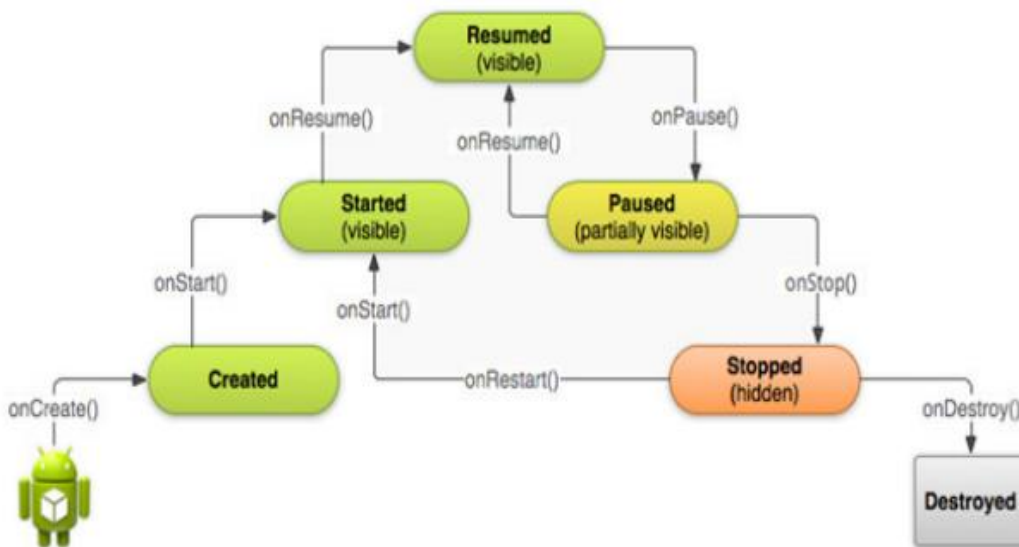 Resumed
(visible)
onResume()
onResume()
onPause()
Started
(visible)
Paused
(partially visible)
onStart()
onStart()
onStop()
Created
onRestart()
Stopped
(hidden)
onCreate()
onDestroy()
Destroyed